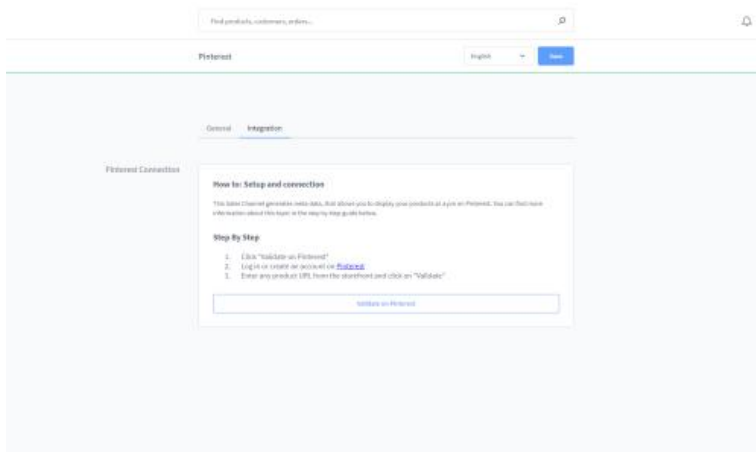 Find products, customers, orders...
Pinterest
English
Save
General
Integration
Pinterest Connection
How to: Setup and connection
This Sales Channel generates meta data, that allows you to display your products as a pin on Pinterest. You can find more
information about this topic in the step by step guide below.
Step By Step
1. Click "Validate on Pinterest"
2. Log in or create an account on Pinterest
3. Enter any product URL from the storefront and click on "Validate"
Validate on Pinterest